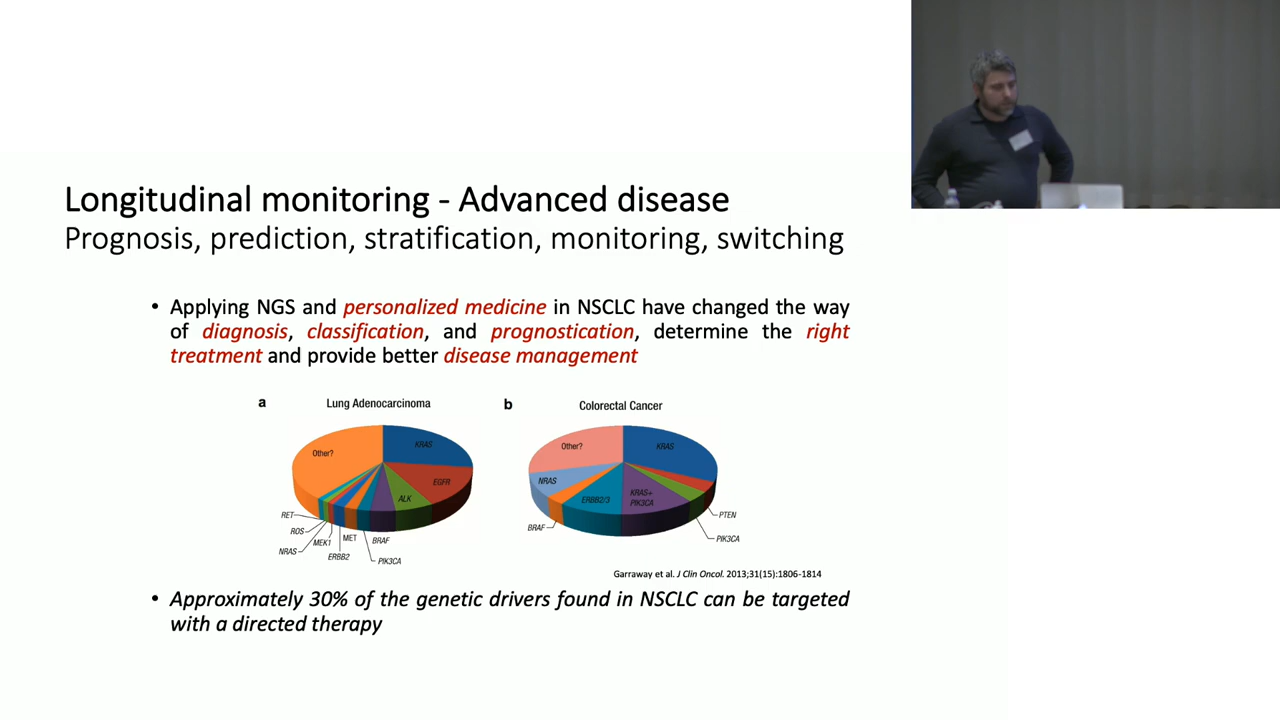 Longitudinal monitoring - Advanced disease
Prognosis, prediction, stratification, monitoring, switching
• Applying NGS and personalized medicine in NSCLC have changed the way
of diagnosis, classification, and prognostication, determine the right
treatment and provide better disease management
a
Lung Adenocarcinoma
KRAS
EGFR
ALK
PIK3CA
BRAF
MET
ERBB2
MEK1
NRAS
ROS
RET
Other?
b
Colorectal Cancer
KRAS
PTEN
PIK3CA
KRAS+
PIK3CA
ERBB2/3
BRAF
NRAS
Other?
Garraway et al. J Clin Oncol. 2013;31(15):1806-1814
• Approximately 30% of the genetic drivers found in NSCLC can be targeted
with a directed therapy